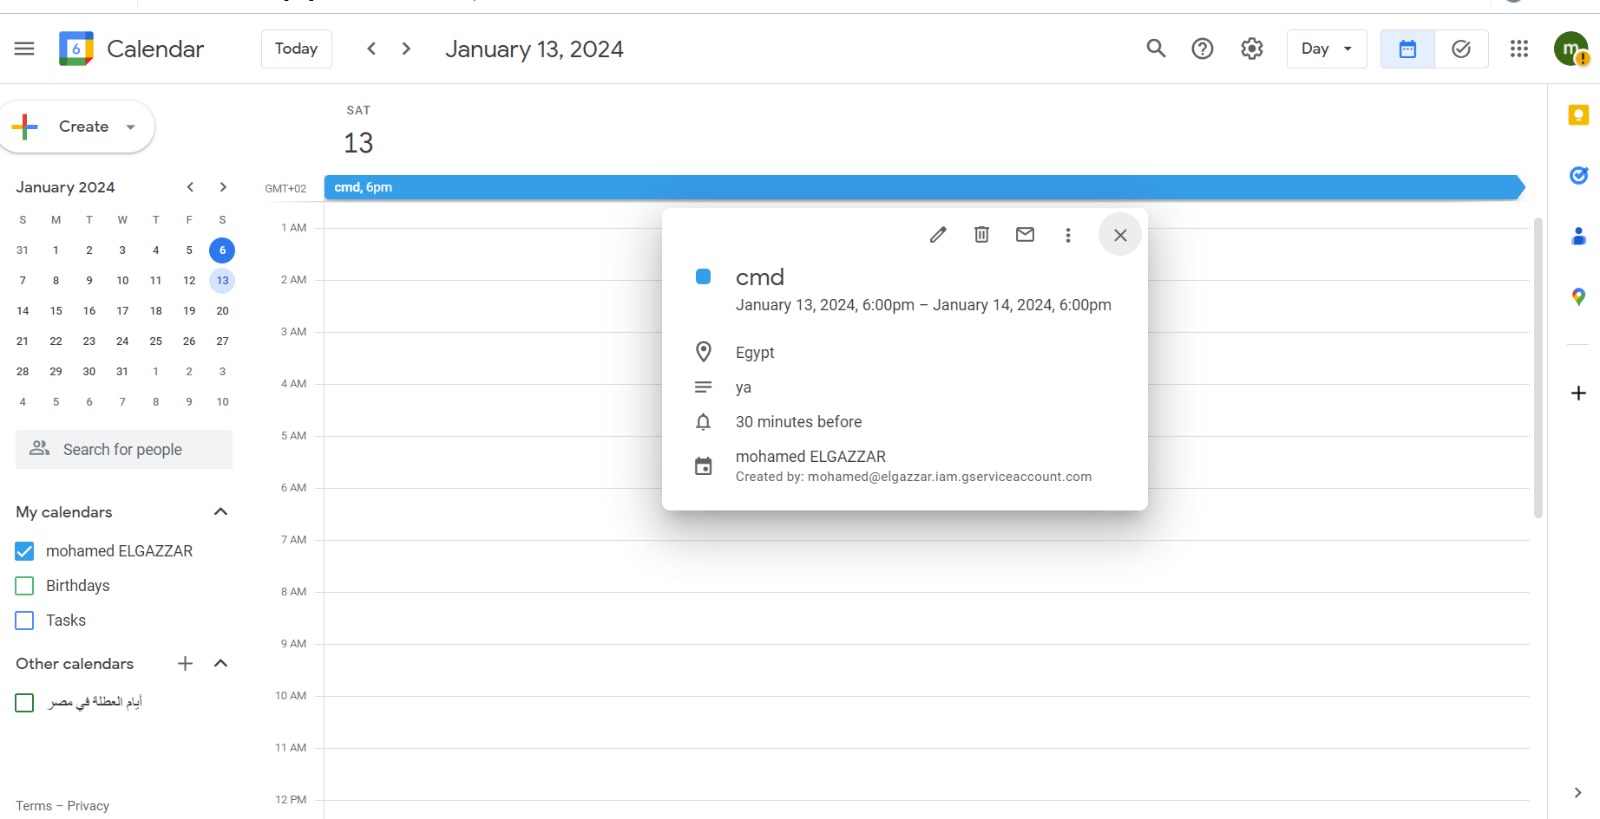 6
Calendar
Today
January 13, 2024
Day
m
!
Create
SAT
13
January 2024
GMT+02
cmd, 6pm
S M T W T F S
31 1 2 3 4 5 6
7 8 9 10 11 12 13
14 15 16 17 18 19 20
21 22 23 24 25 26 27
28 29 30 31 1 2 3
4 5 6 7 8 9 10
Search for people
My calendars
mohamed ELGAZZAR
Birthdays
Tasks
Other calendars
أيام العطلة في مصر
Terms – Privacy
1 AM
2 AM
3 AM
4 AM
5 AM
6 AM
7 AM
8 AM
9 AM
10 AM
11 AM
12 PM
cmd
January 13, 2024, 6:00pm – January 14, 2024, 6:00pm
Egypt
ya
30 minutes before
mohamed ELGAZZAR
Created by: mohamed@elgazzar.iam.gserviceaccount.com